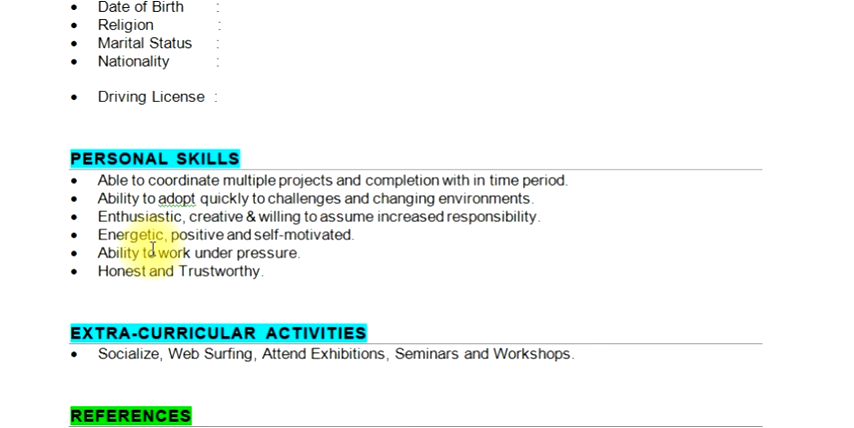 • Date of Birth :
• Religion :
• Marital Status :
• Nationality :
• Driving License :
PERSONAL SKILLS
• Able to coordinate multiple projects and completion with in time period.
• Ability to adopt quickly to challenges and changing environments.
• Enthusiastic, creative & willing to assume increased responsibility.
• Energetic, positive and self-motivated.
• Ability to work under pressure.
• Honest and Trustworthy.
EXTRA-CURRICULAR ACTIVITIES
• Socialize, Web Surfing, Attend Exhibitions, Seminars and Workshops.
REFERENCES